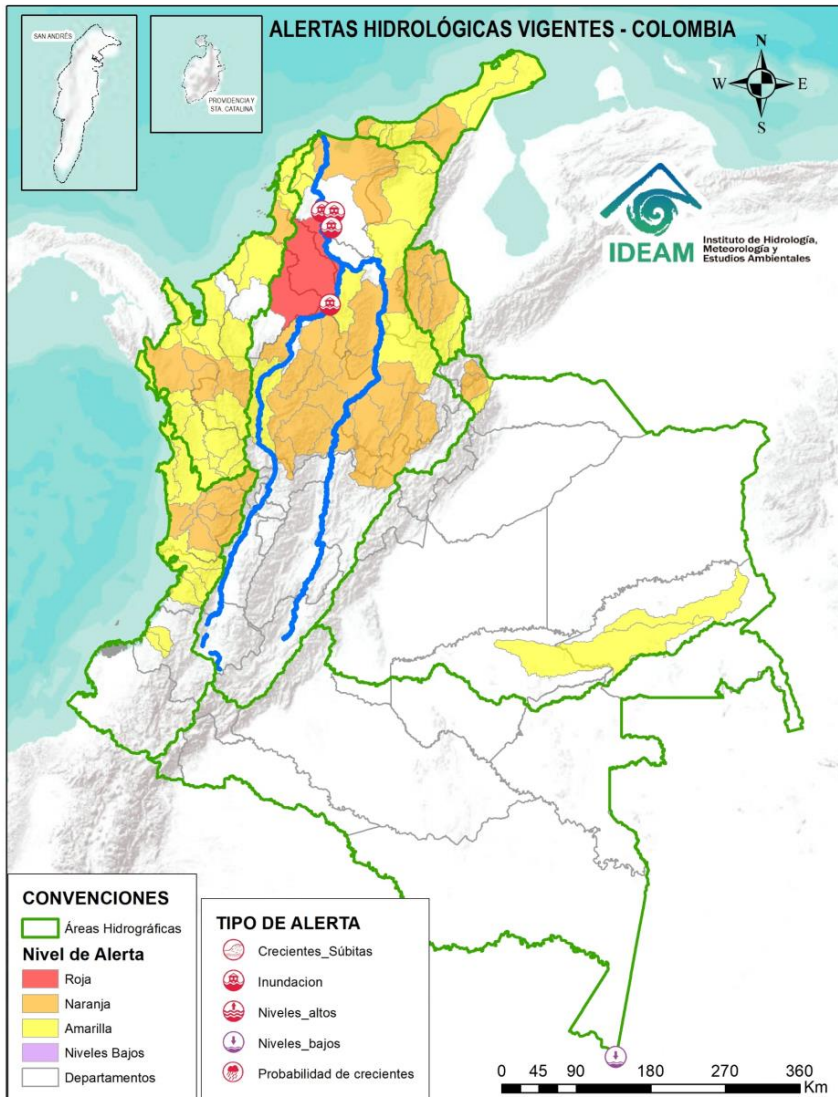 ALERTAS HIDROLÓGICAS VIGENTES - COLOMBIA
SAN ANDRÉS
PROVIDENCIA Y
STA. CATALINA
N
W
E
S
IDEAM
Instituto de Hidrología,
Meteorología y
Estudios Ambientales
CONVENCIONES
Áreas Hidrográficas
Nivel de Alerta
Roja
Naranja
Amarilla
Niveles Bajos
Departamentos
TIPO DE ALERTA
Crecientes_Súbitas
Inundacion
Niveles_altos
Niveles_bajos
Probabilidad de crecientes
0 45 90 180 270 360
Km